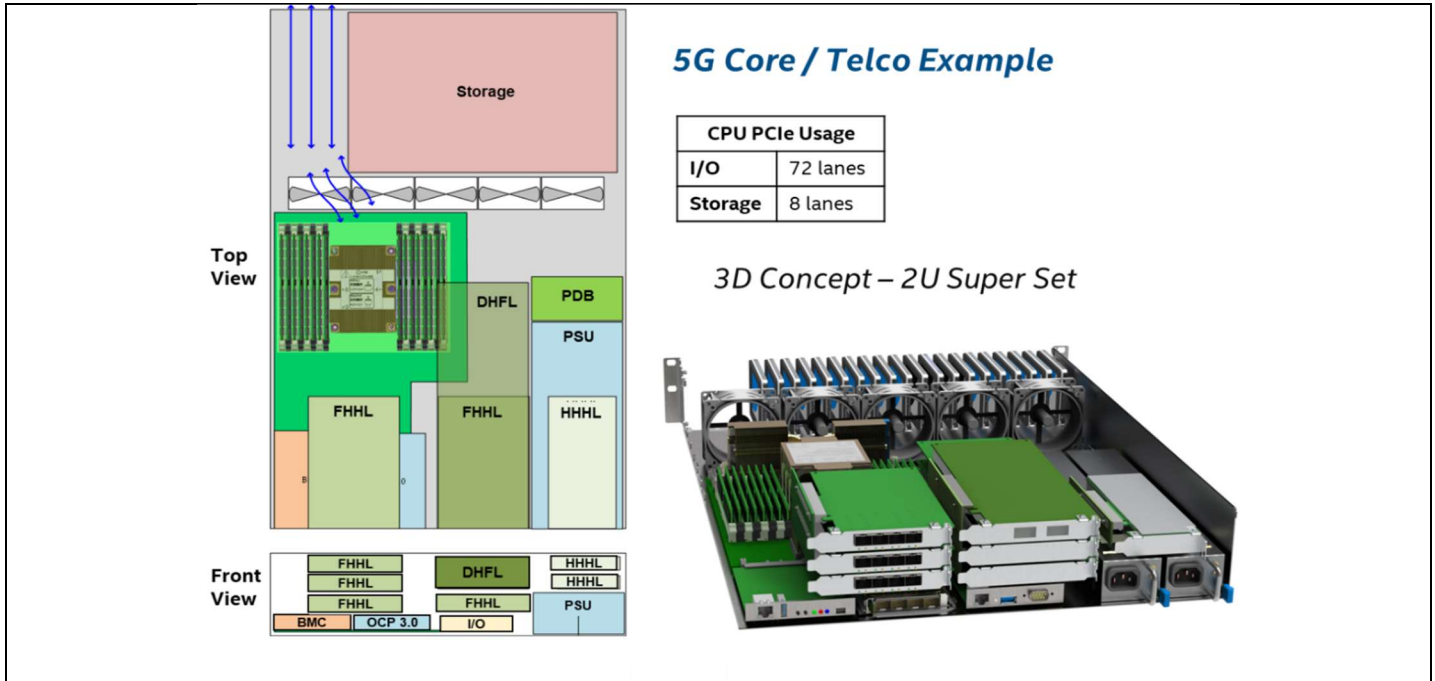 5G Core / Telco Example
CPU PCIe Usage
I/O 72 lanes
Storage 8 lanes
3D Concept – 2U Super Set
Top
View
Storage
DHFL
PDB
PSU
FHHL
FHHL
HHHL
B
O
Front
View
FHHL
DHFL
HHHL
FHHL
HHHL
FHHL
FHHL
PSU
BMC
OCP 3.0
I/O